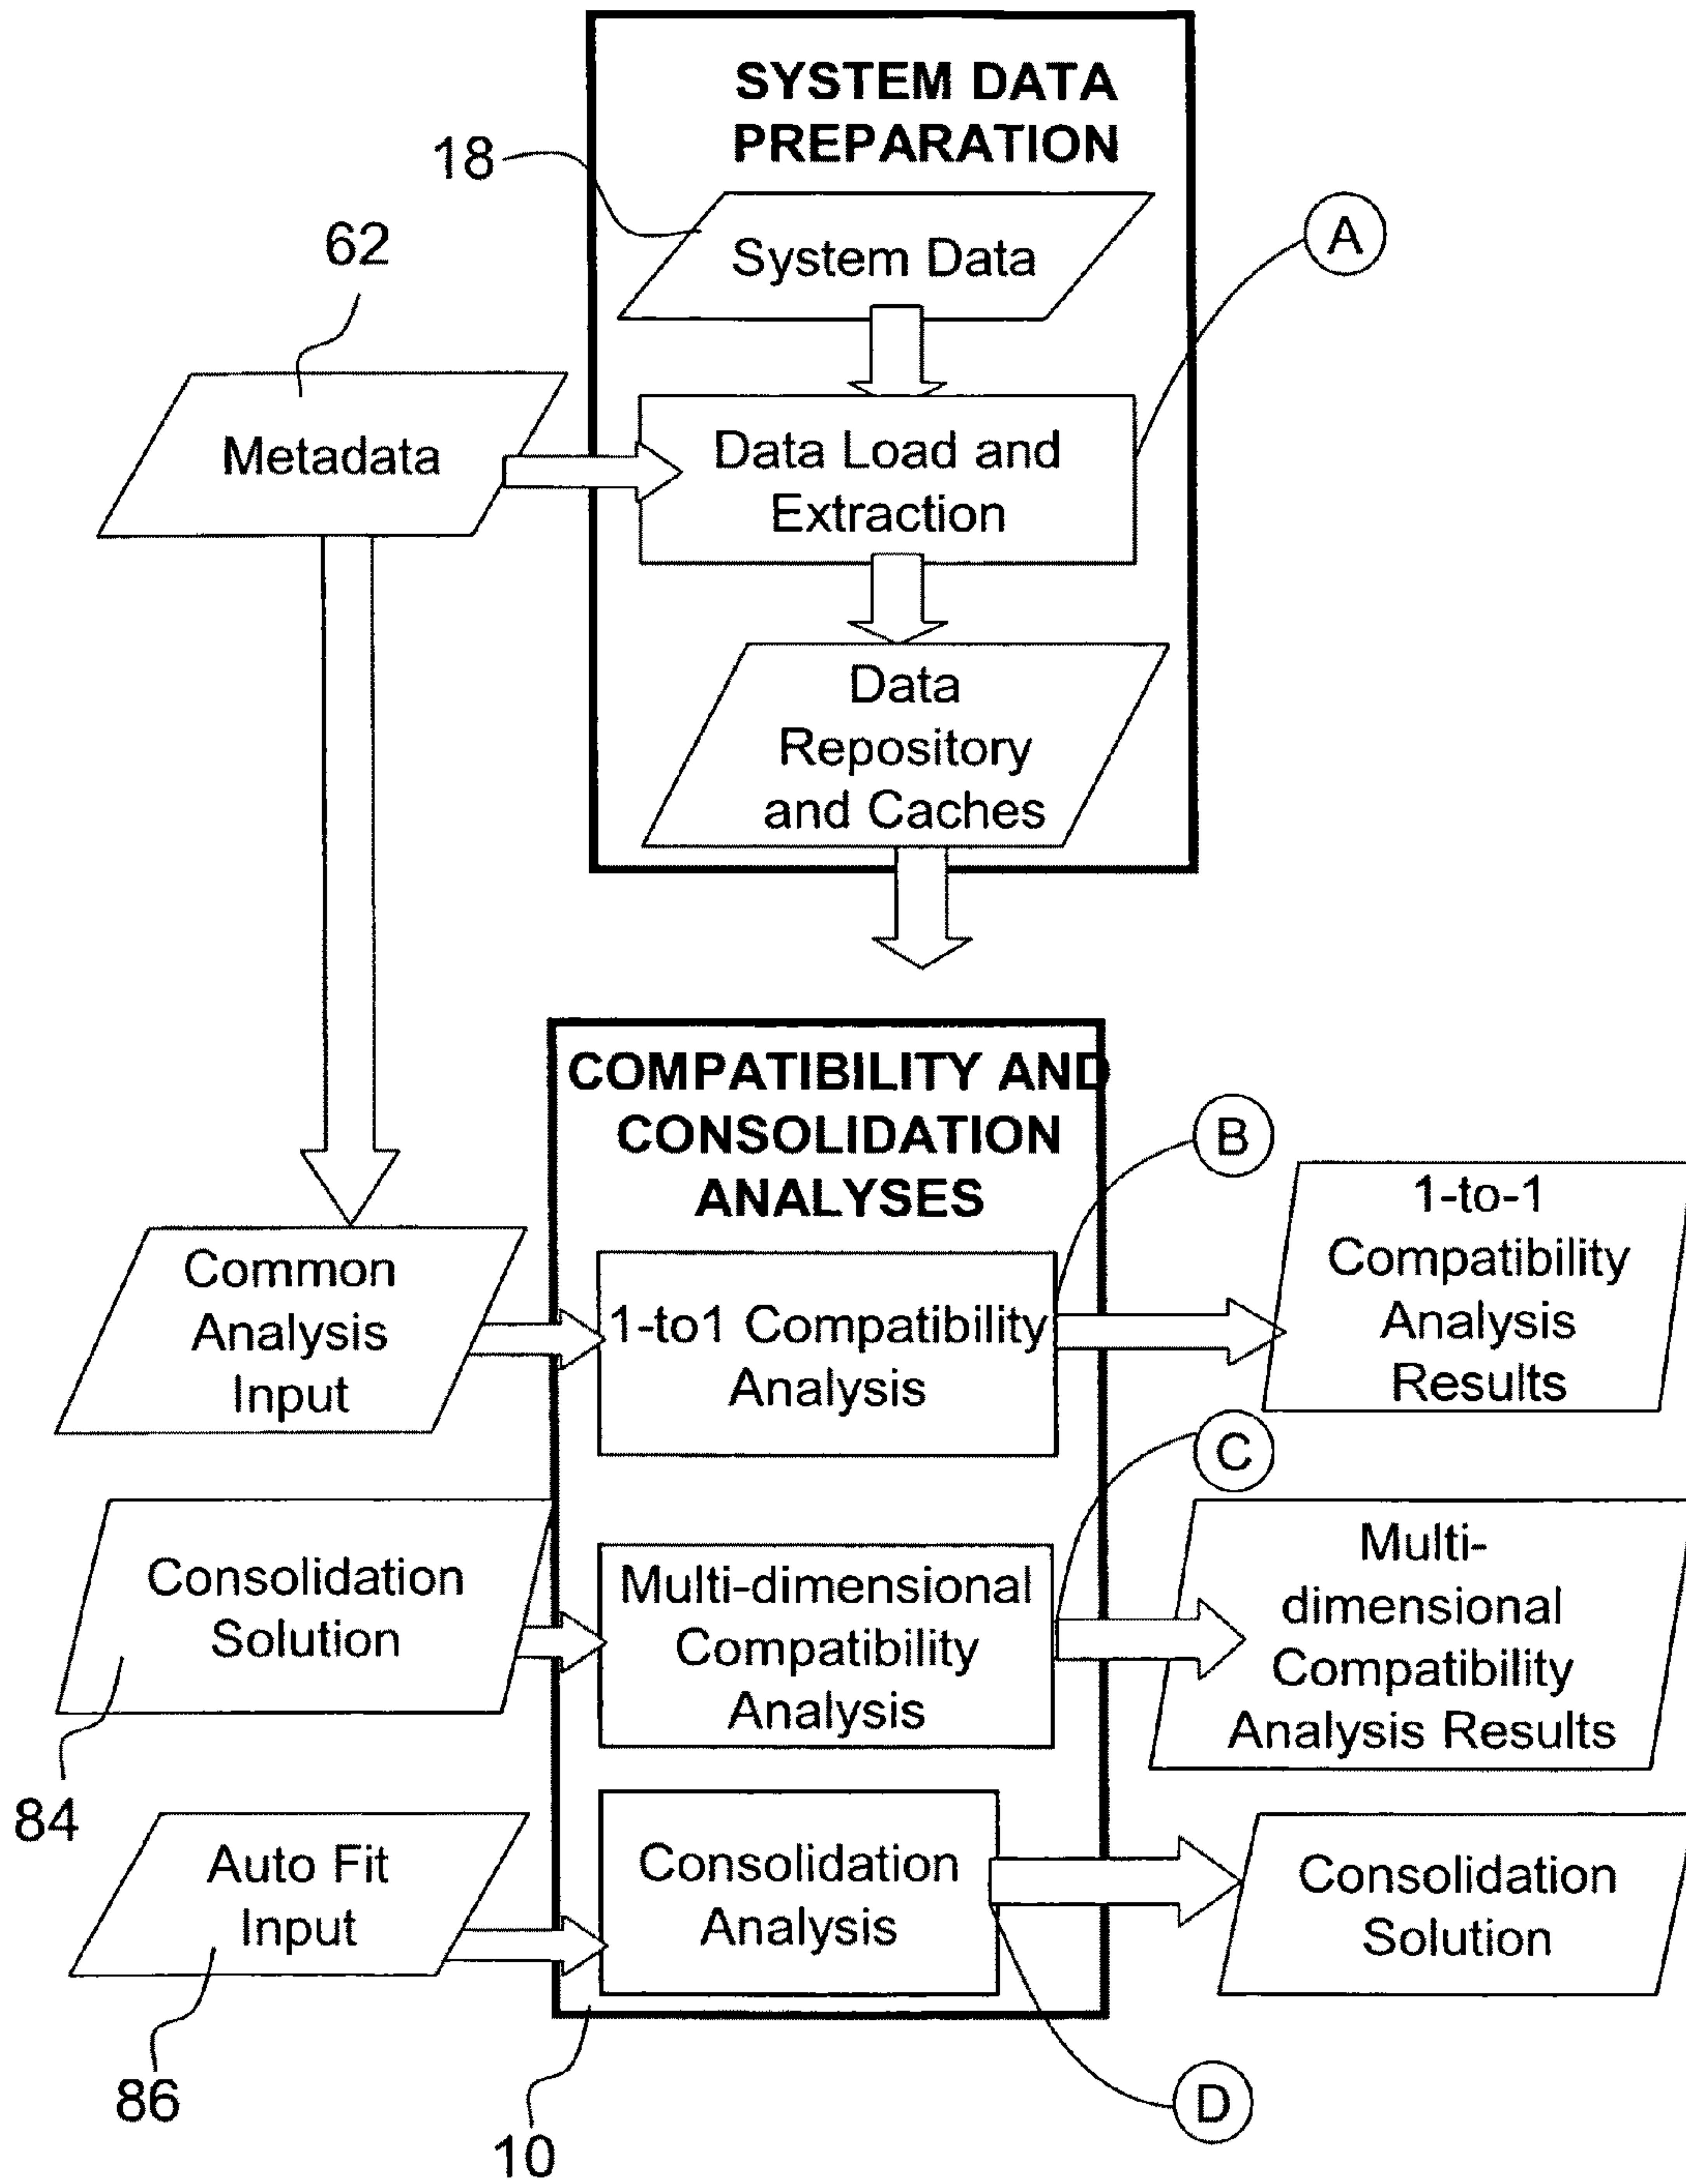 SYSTEM DATA
PREPARATION
18
System Data
A
62
Metadata
Data Load and
Extraction
Data
Repository
and Caches
COMPATIBILITY AND
CONSOLIDATION
ANALYSES
B
Common
Analysis
Input
1-to1 Compatibility
Analysis
1-to-1
Compatibility
Analysis
Results
C
Consolidation
Solution
84
Multi-dimensional
Compatibility
Analysis
Multi-
dimensional
Compatibility
Analysis Results
Auto Fit
Input
86
Consolidation
Analysis
Consolidation
Solution
D
10